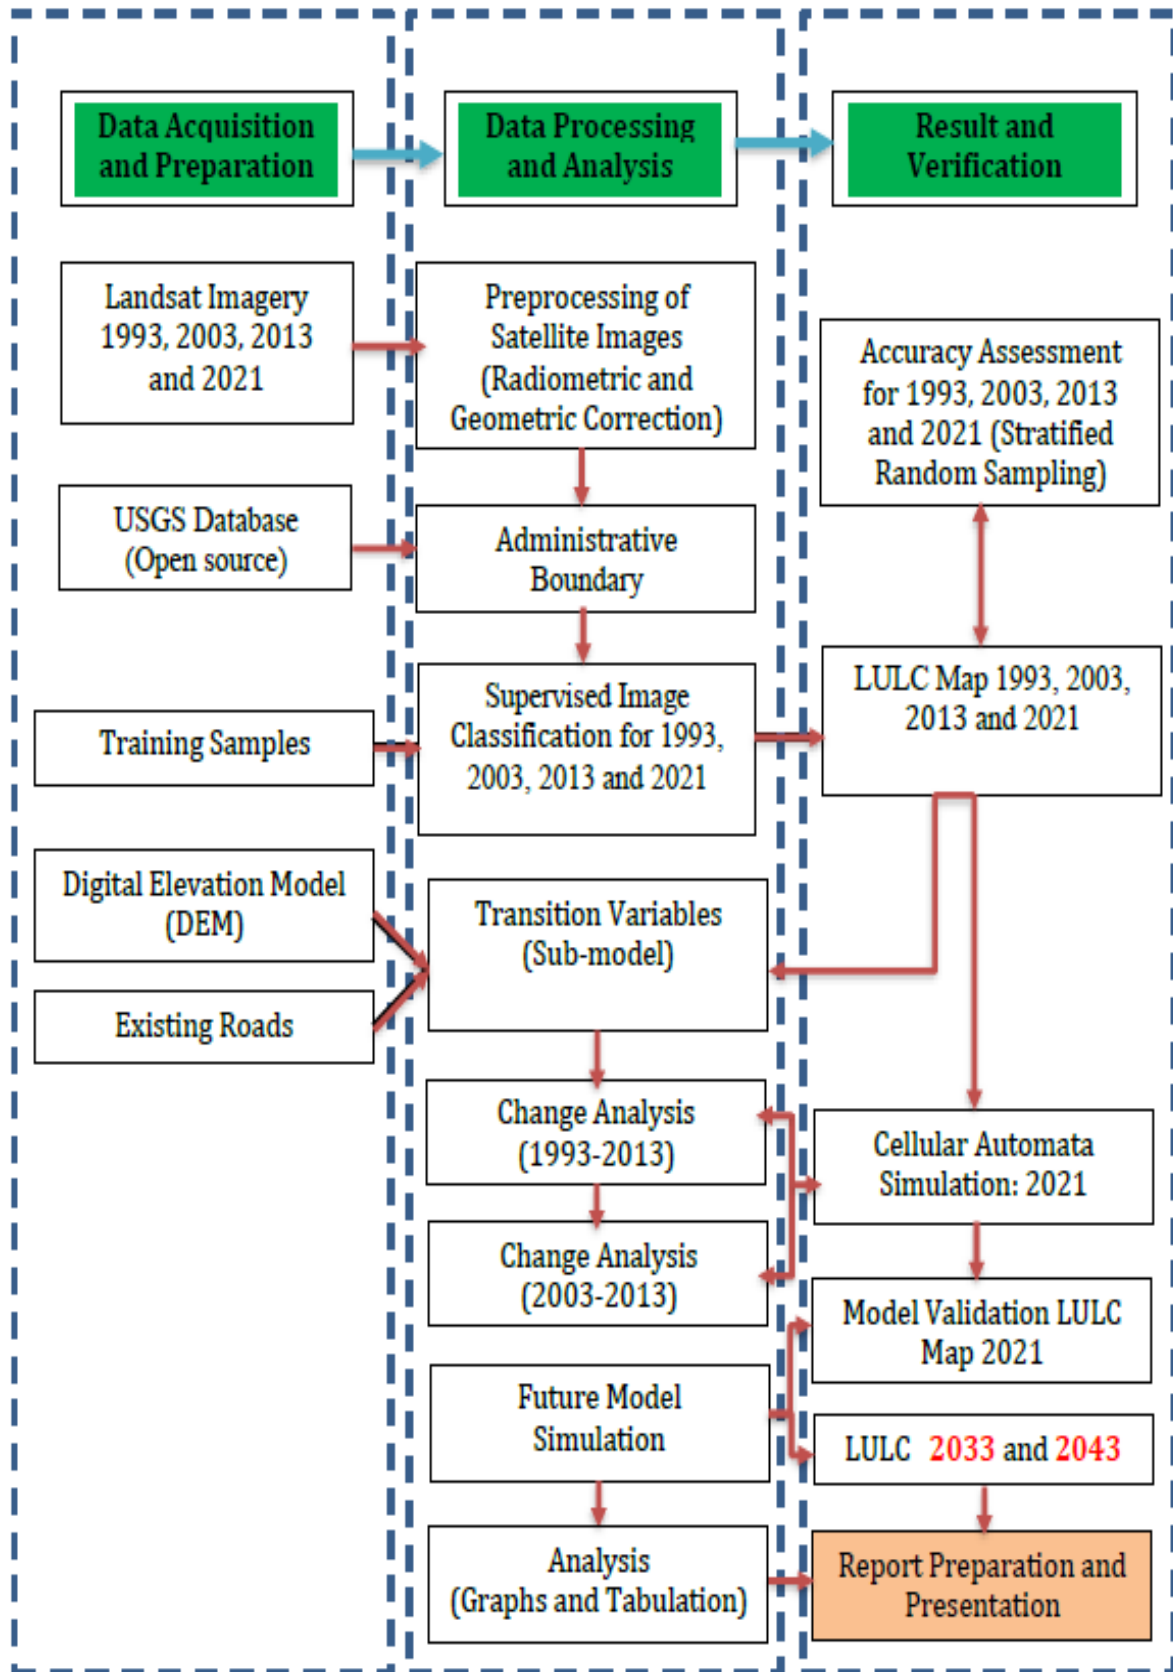 Data Acquisition
and Preparation
Data Processing
and Analysis
Result and
Verification
Landsat Imagery
1993, 2003, 2013
and 2021
USGS Database
(Open source)
Training Samples
Digital Elevation Model
(DEM)
Existing Roads
Preprocessing of
Satellite Images
(Radiometric and
Geometric Correction)
Administrative
Boundary
Supervised Image
Classification for 1993,
2003, 2013 and 2021
Transition Variables
(Sub-model)
Change Analysis
(1993-2013)
Change Analysis
(2003-2013)
Future Model
Simulation
Analysis
(Graphs and Tabulation)
Accuracy Assessment
for 1993, 2003, 2013
and 2021 (Stratified
Random Sampling)
LULC Map 1993, 2003,
2013 and 2021
Cellular Automata
Simulation: 2021
Model Validation LULC
Map 2021
LULC 2033 and 2043
Report Preparation and
Presentation